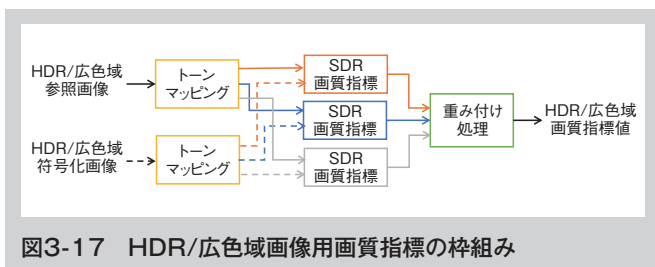 HDR/広色域
参照画像
トーン
マッピング
SDR
画質指標
HDR/広色域
符号化画像
トーン
マッピング
SDR
画質指標
SDR
画質指標
重み付け
処理
HDR/広色域
画質指標値
図3-17 HDR/広色域画像用画質指標の枠組み